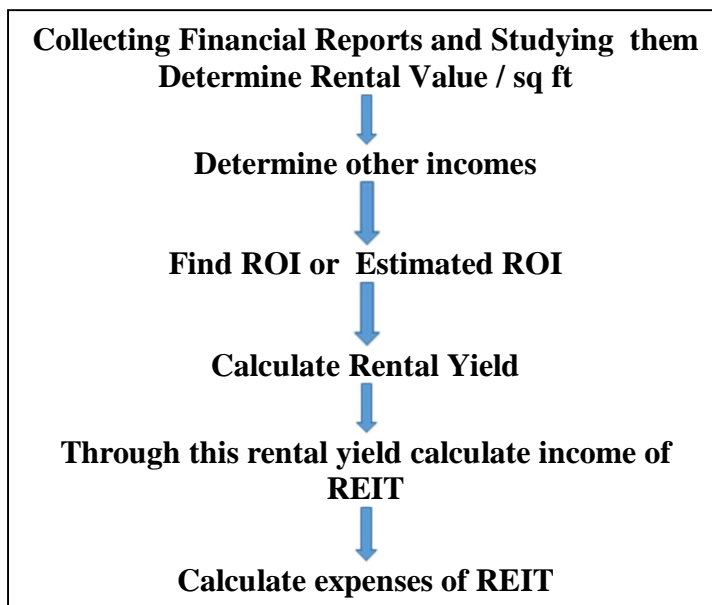 Collecting Financial Reports and Studying them
Determine Rental Value / sq ft
Determine other incomes
Find ROI or Estimated ROI
Calculate Rental Yield
Through this rental yield calculate income of
REIT
Calculate expenses of REIT